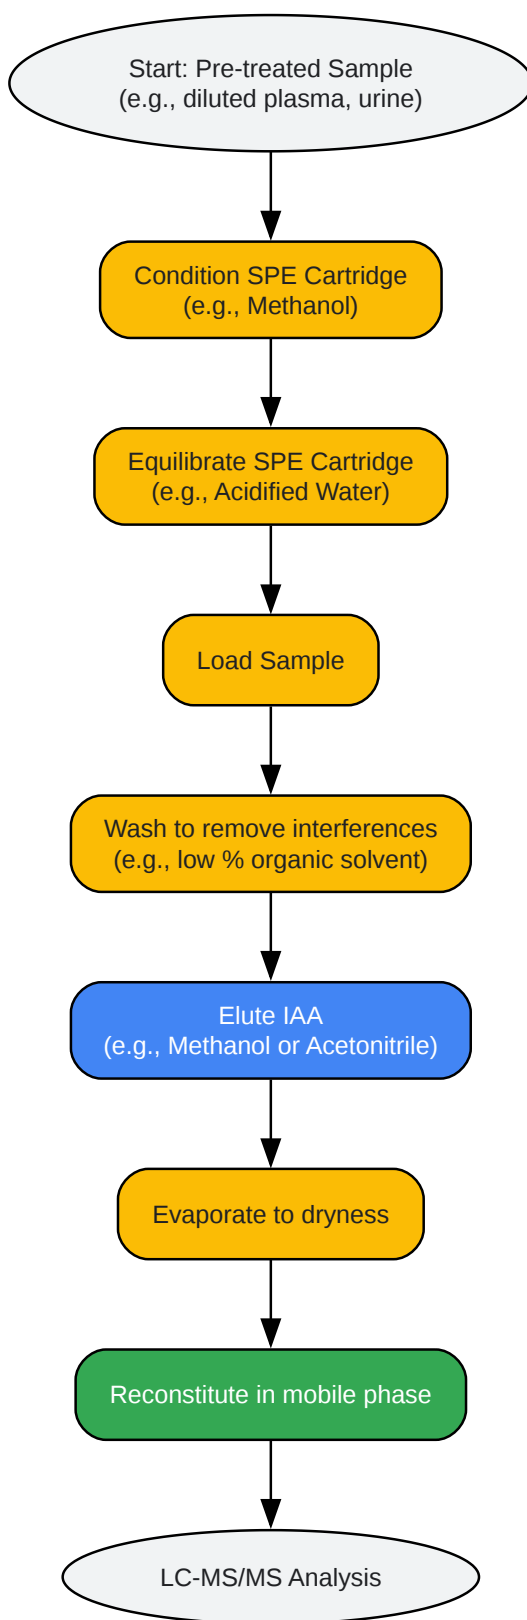 Start: Pre-treated Sample
(e.g., diluted plasma, urine)
Condition SPE Cartridge
(e.g., Methanol)
Equilibrate SPE Cartridge
(e.g., Acidified Water)
Load Sample
Wash to remove interferences
(e.g., low % organic solvent)
Elute IAA
(e.g., Methanol or Acetonitrile)
Evaporate to dryness
Reconstitute in mobile phase
LC-MS/MS Analysis